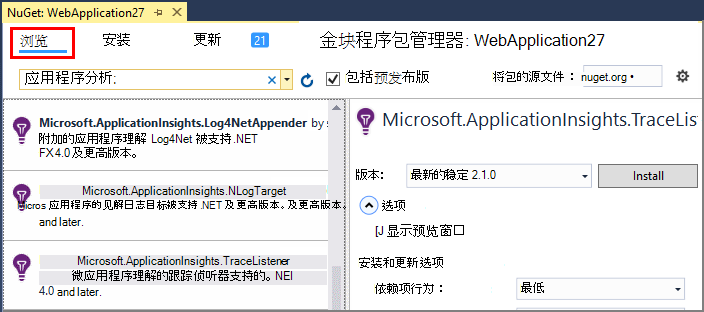 NuGet: WebApplication27
浏览 安装 更新 21 金块程序包管理器: WebApplication27
应用程序分析; 包括预发布版 将包的源文件： nuget.org
Microsoft.ApplicationInsights.Log4NetAppender by
附加的应用程序理解 Log4Net 被支持 .NET
FX 4.0 及更高版本。
Microsoft.ApplicationInsights.NLogTarget
Micros 应用程序的见解日志目标被支持 .NET 及更高版本。及更高版本。
and later.
Microsoft.ApplicationInsights.TraceListener
微应用程序理解的跟踪侦听器支持的。NEI
4.0 and later.
Microsoft.ApplicationInsights.TraceLis
版本： 最新的稳定 2.1.0 Install
选项
[J 显示预览窗口
安装和更新选项
依赖项行为： 最低